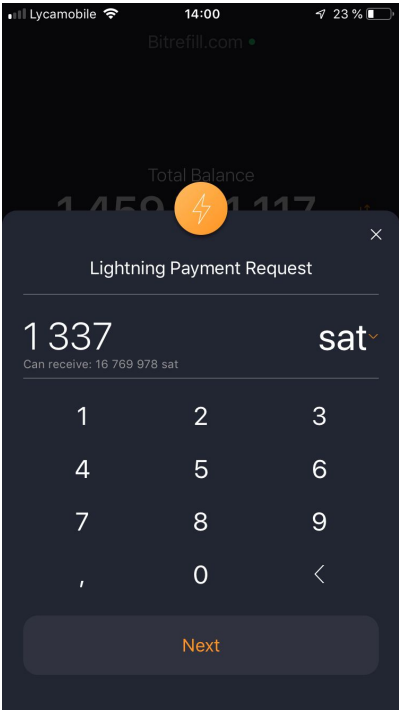 Lycamobile 14:00 23 %
Bitrefill.com
Total Balance
Lightning Payment Request
1 337 sat
Can receive: 16 769 978 sat
1 2 3
4 5 6
7 8 9
, 0
Next